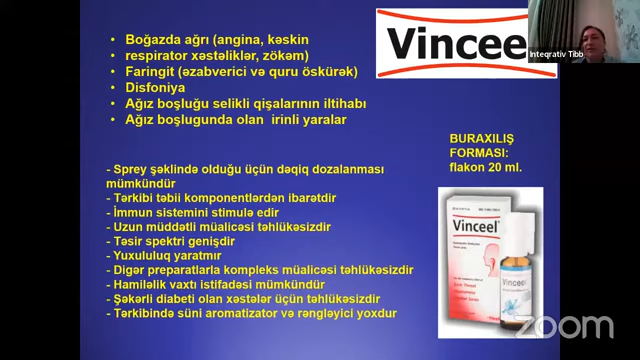 Vinceel
Inteqrativ Tibb
Boğazda ağrı (angina, kəskin
respirator xəstəliklər, zökəm)
Faringit (əzabverici və quru öskürək)
Disfoniya
Ağız boşluğu selikli qişalarının iltihabı
Ağız boşlugunda olan irinli yaralar
BURAXILIŞ
FORMASI:
flakon 20 ml.
- Sprey şəklində olduğu üçün dəqiq dozalanması
mümkündür
- Tərkibi təbii komponentlərdən ibarətdir
- İmmun sistemini stimulə edir
- Uzun müddətli müalicəsi təhlükəsizdir
- Təsir spektri genişdir
- Yuxululuq yaratmır
- Digər preparatlarla kompleks müalicəsi təhlükəsizdir
- Hamiləlik vaxtı istifadəsi mümkündür
- Şəkərli diabeti olan xəstələr üçün təhlükəsizdir
- Tərkibində süni aromatizator və rəngləyici yoxdur
Vinceel
Vinceel
zoom